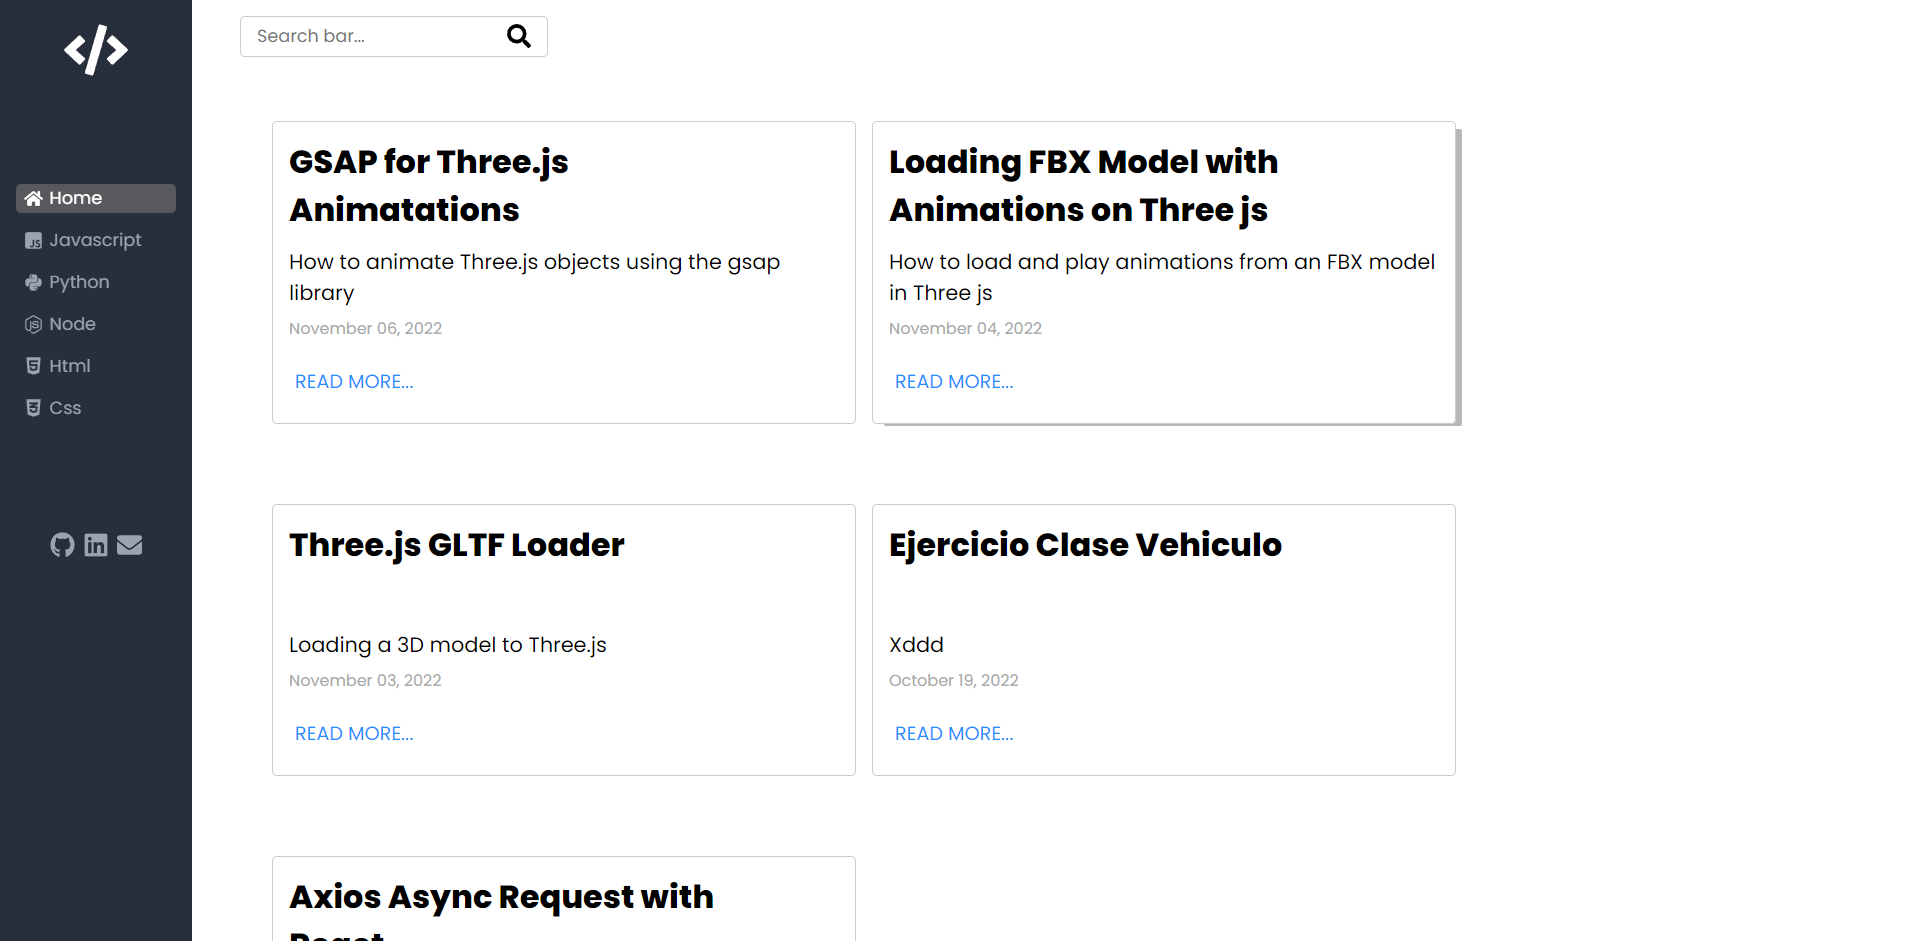 Search bar...
Home
Javascript
Python
Node
Html
Css
GSAP for Three.js
Animatations
How to animate Three.js objects using the gsap
library
November 06, 2022
READ MORE...
Loading FBX Model with
Animations on Three js
How to load and play animations from an FBX model
in Three js
November 04, 2022
READ MORE...
Three.js GLTF Loader
Loading a 3D model to Three.js
November 03, 2022
READ MORE...
Ejercicio Clase Vehiculo
Xddd
October 19, 2022
READ MORE...
Axios Async Request with
React